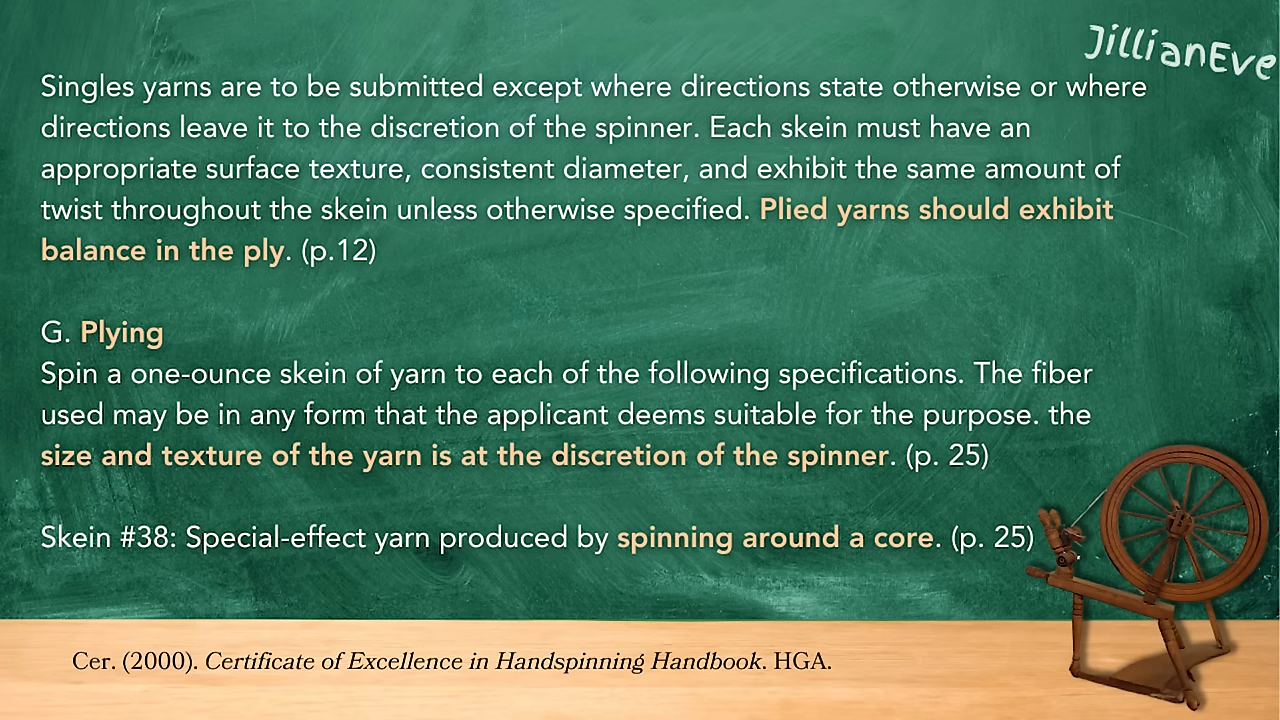 JillianEve
Singles yarns are to be submitted except where directions state otherwise or where
directions leave it to the discretion of the spinner. Each skein must have an
appropriate surface texture, consistent diameter, and exhibit the same amount of
twist throughout the skein unless otherwise specified. Plied yarns should exhibit
balance in the ply. (p.12)
G. Plying
Spin a one-ounce skein of yarn to each of the following specifications. The fiber
used may be in any form that the applicant deems suitable for the purpose. the
size and texture of the yarn is at the discretion of the spinner. (p. 25)
Skein #38: Special-effect yarn produced by spinning around a core. (p. 25)
Cer. (2000). Certificate of Excellence in Handspinning Handbook. HGA.